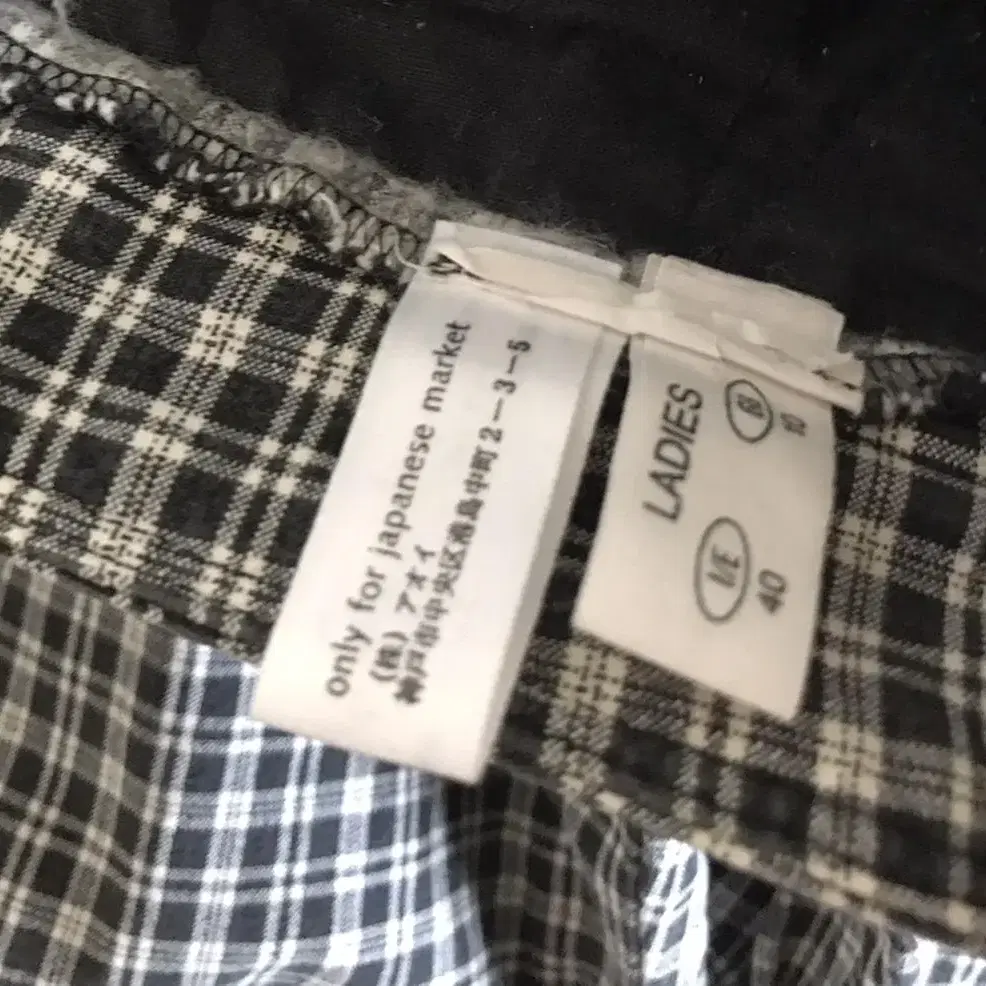 only for japanese market
(株) アオイ
神戸市中央区港島中町2-3-5
LADIES
I/E
40
B
10